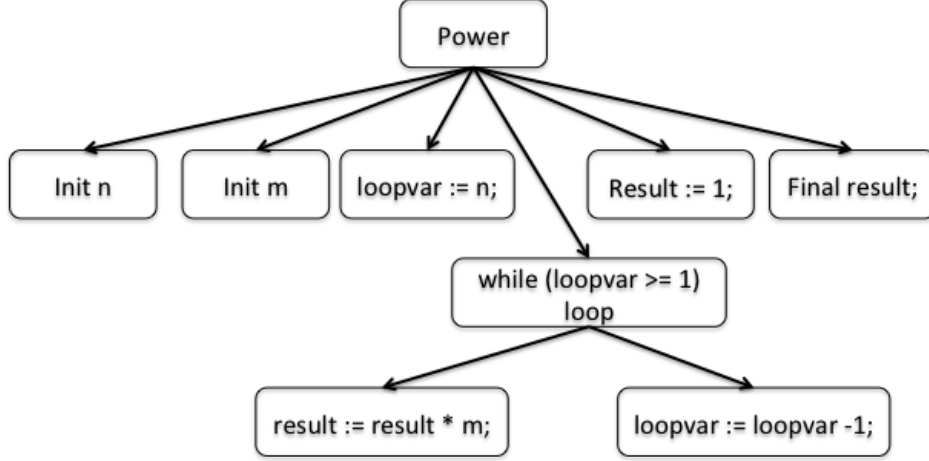 Power
Init n
Init m
loopvar := n;
Result := 1;
Final result;
while (loopvar >= 1)
loop
result := result * m;
loopvar := loopvar -1;